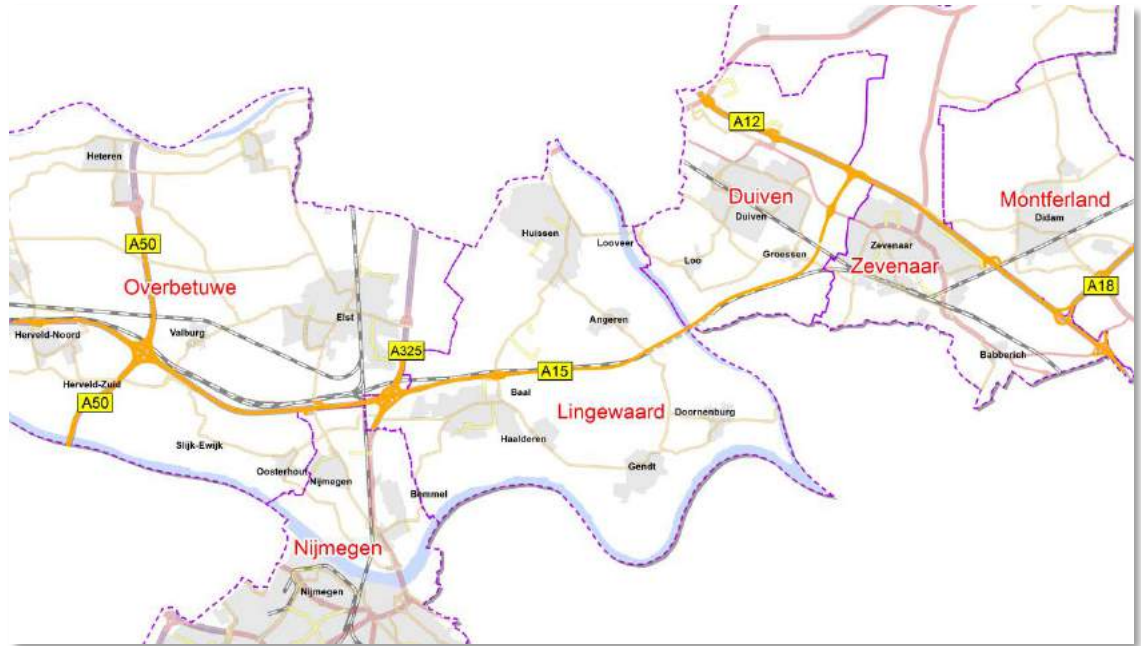 A12
Heteren
Duiven
Montferland
Duiven
Didam
Huissen
Looveer
A50
Zevenaar
Loo
Groessen
Zevenaar
Overbetuwe
A18
Elst
Angeren
Herveld-Noord
Valburg
A325
Babberich
A15
Herveld-Zuid
Baal
A50
Lingewaard
Doornenburg
Slijk-Ewijk
Haalderen
Oosterhout
Nijmegen
Gendt
Bemmel
Nijmegen
Nijmegen